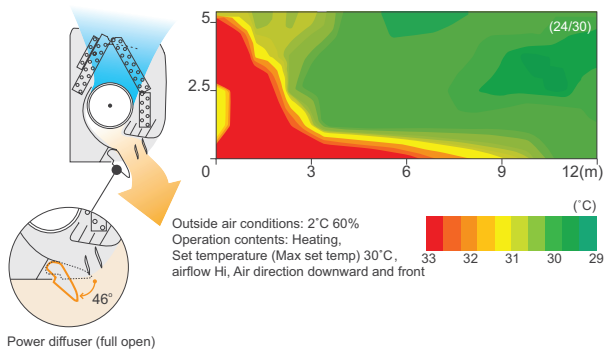 5
(24/30)
2.5
0
0
3
6
9
12(m)
Outside air conditions: 2°C 60%
Operation contents: Heating,
Set temperature (Max set temp) 30°C,
airflow Hi, Air direction downward and front
(°C)
33
32
31
30
29
46°
Power diffuser (full open)